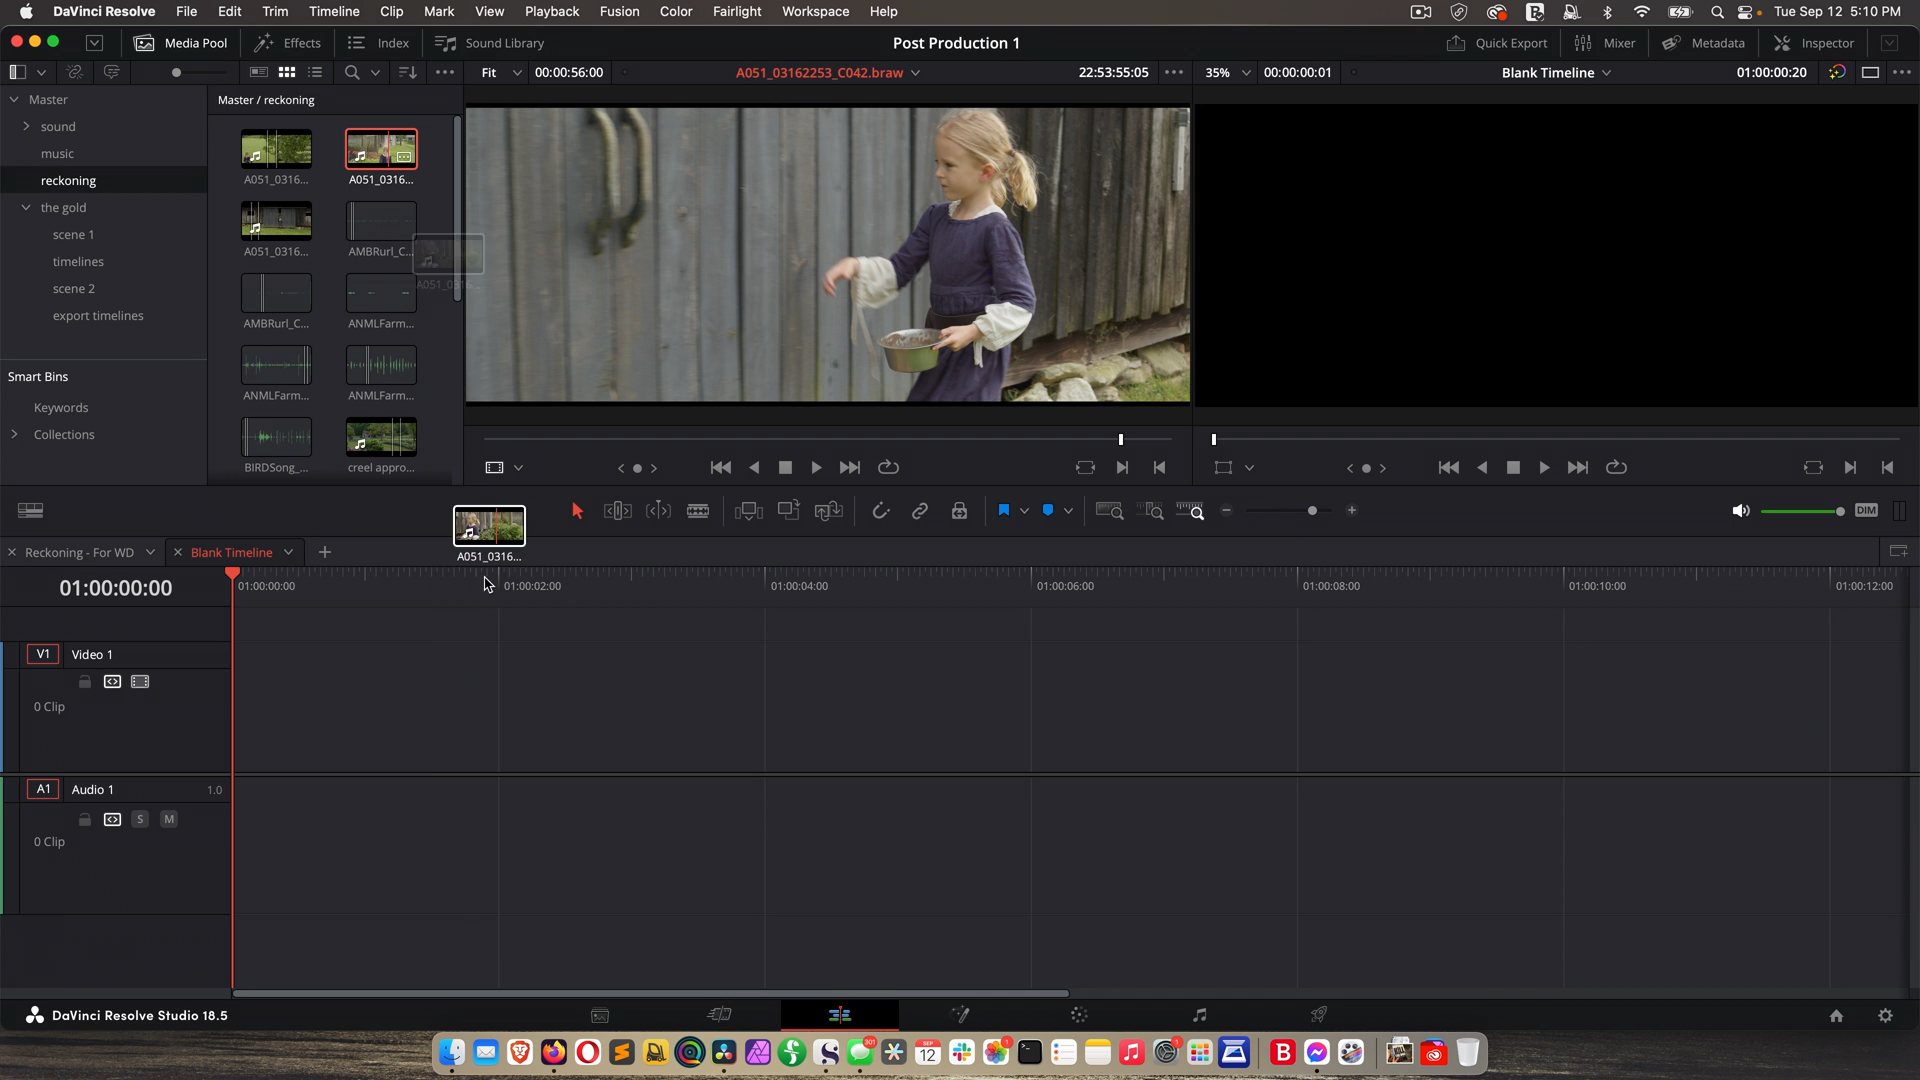 DaVinci Resolve File Edit Trim Timeline Clip Mark View Playback Fusion Color Fairlight Workspace Help Tue Sep 12 5:10 PM
Media Pool Effects Index Sound Library Post Production 1 Quick Export Mixer Metadata Inspector
Fit 00:00:56:00 A051_03162253_C042.braw 22:53:55:05 35% 00:00:00:01 Blank Timeline 01:00:00:20
Master
sound
music
reckoning
the gold
scene 1
timelines
scene 2
export timelines
Smart Bins
Keywords
Collections
Master / reckoning
A051_0316... A051_0316...
A051_0316... AMBRurl_C...
A051_0316...
AMBRurl_C... ANMLFarm...
ANMLFarm... ANMLFarm...
BIRDSong_... creel appro...
DIM
A051_0316...
Reckoning - For WD Blank Timeline
01:00:00:00 01:00:00:00 01:00:02:00 01:00:04:00 01:00:06:00 01:00:08:00 01:00:10:00 01:00:12:00
V1 Video 1
0 Clip
A1 Audio 1 1.0
S M
0 Clip
DaVinci Resolve Studio 18.5
301
1
SEP
12
1
B